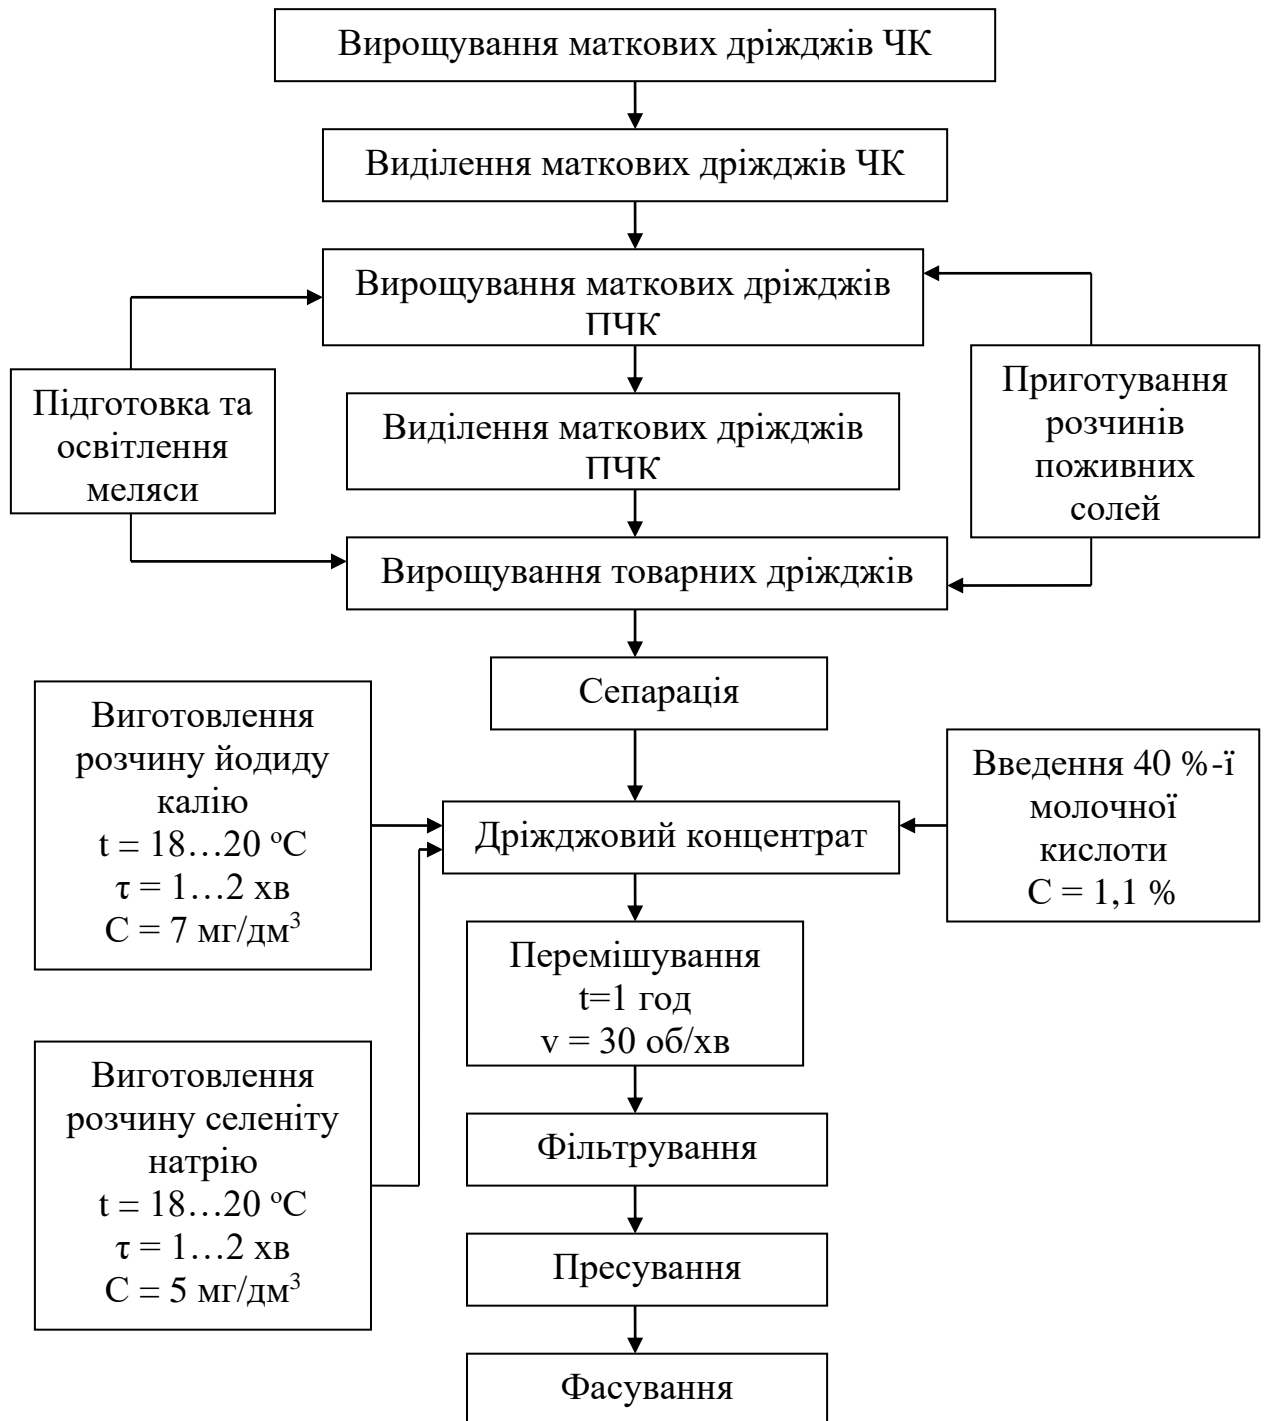 Вирощування маткових дріжджів ЧК
Виділення маткових дріжджів ЧК
Вирощування маткових дріжджів
ПЧК
Підготовка та
освітлення
меляси
Приготування
розчинів
поживних
солей
Виділення маткових дріжджів
ПЧК
Вирощування товарних дріжджів
Сепарація
Виготовлення
розчину йодиду
калію
t = 18…20 ºС
τ = 1…2 хв
С = 7 мг/дм³
Введення 40 %-ї
молочної
кислоти
С = 1,1 %
Дріжджовий концентрат
Перемішування
t=1 год
v = 30 об/хв
Виготовлення
розчину селеніту
натрію
t = 18…20 ºС
τ = 1…2 хв
С = 5 мг/дм³
Фільтрування
Пресування
Фасування